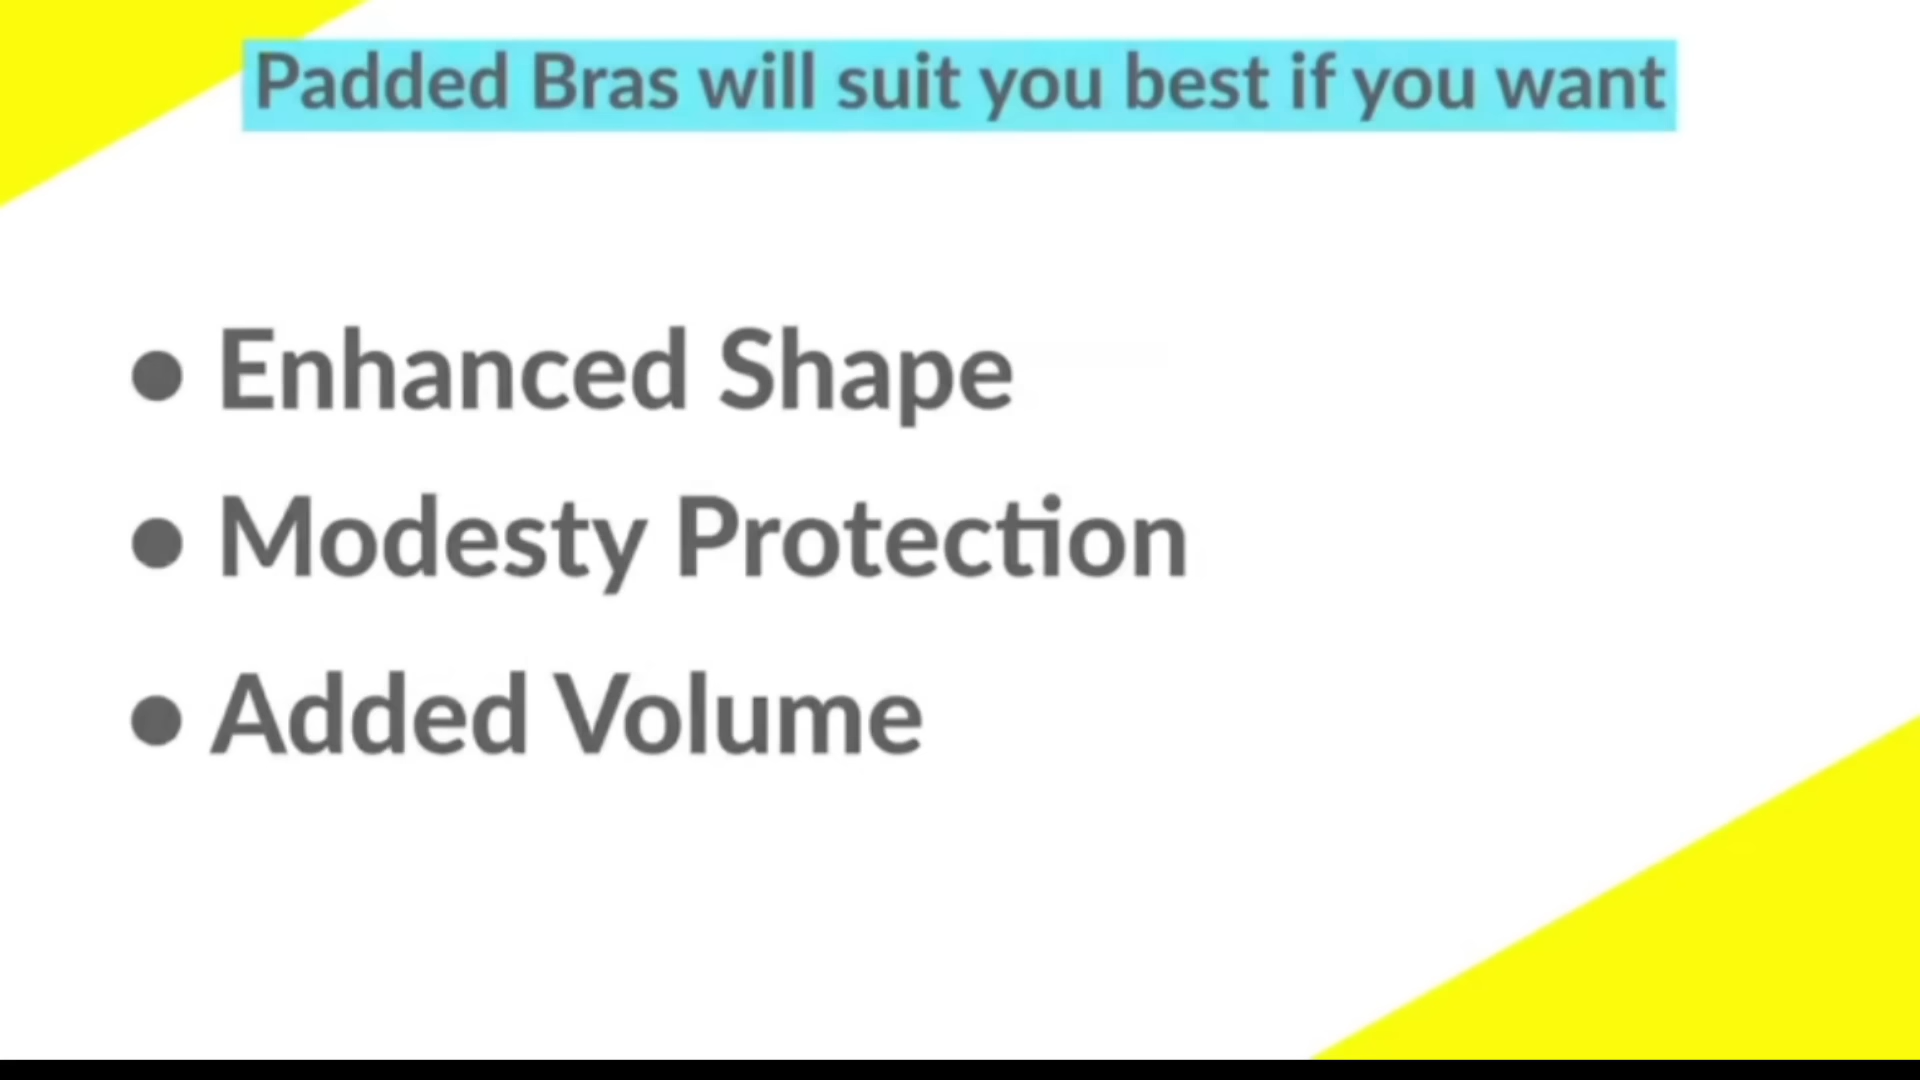 Padded Bras will suit you best if you want
● Enhanced Shape
● Modesty Protection
● Added Volume